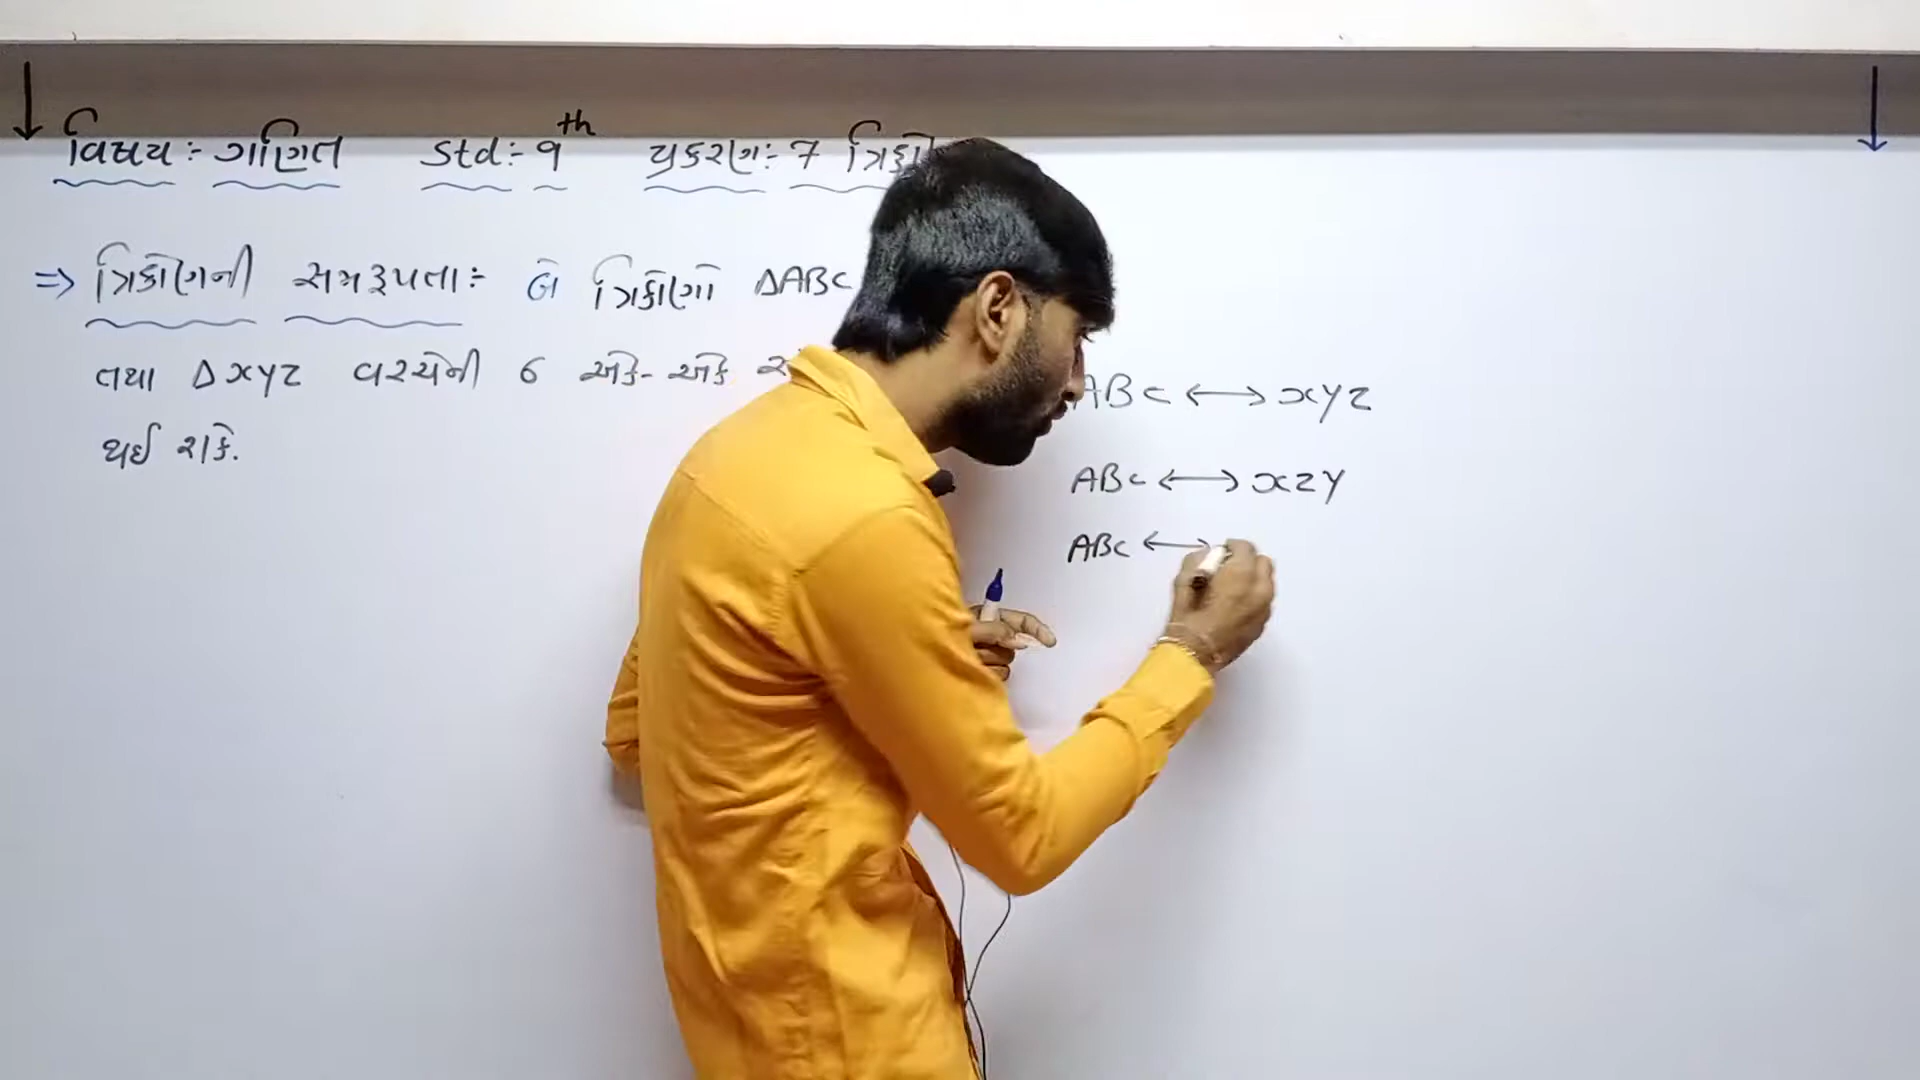 વિષય:- ગણિત Std:- 9th પ્રકરણ:- 7
⇒ ત્રિકોણની સમરૂપતા:- બે ત્રિકોણો ΔABC
તથા Δxyz વચ્ચેની 6 એક-એક
થઈ શકે.
ABC ⟷ xyz
ABC ⟷ xzy
ABC ⟷